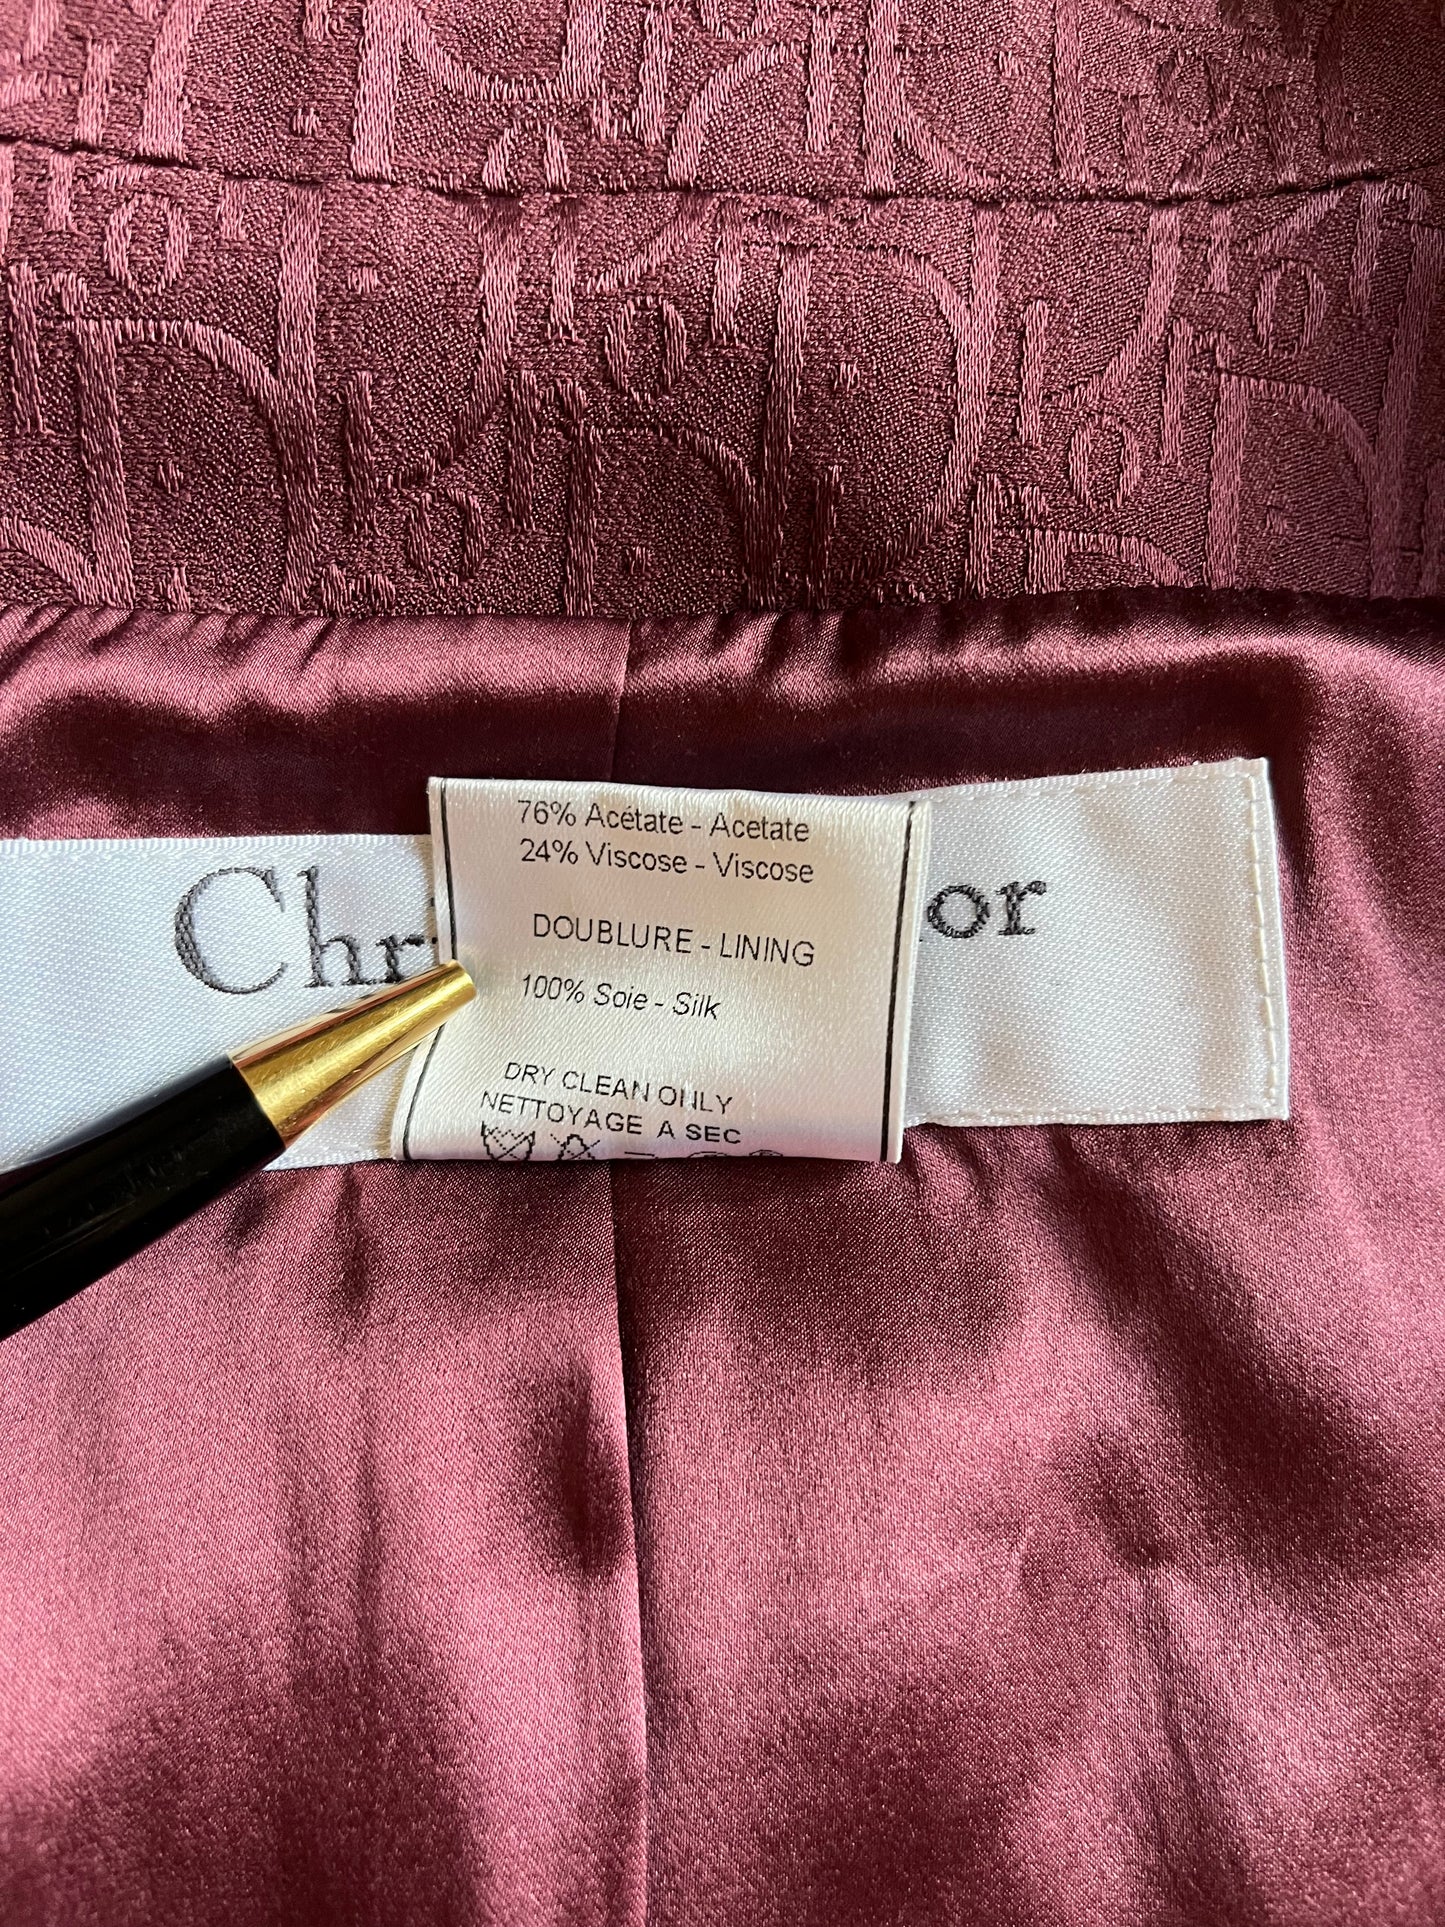 76% Acétate - Acetate
24% Viscose - Viscose
DOUBLURE - LINING
100% Soie - Silk
DRY CLEAN ONLY
NETTOYAGE A SEC